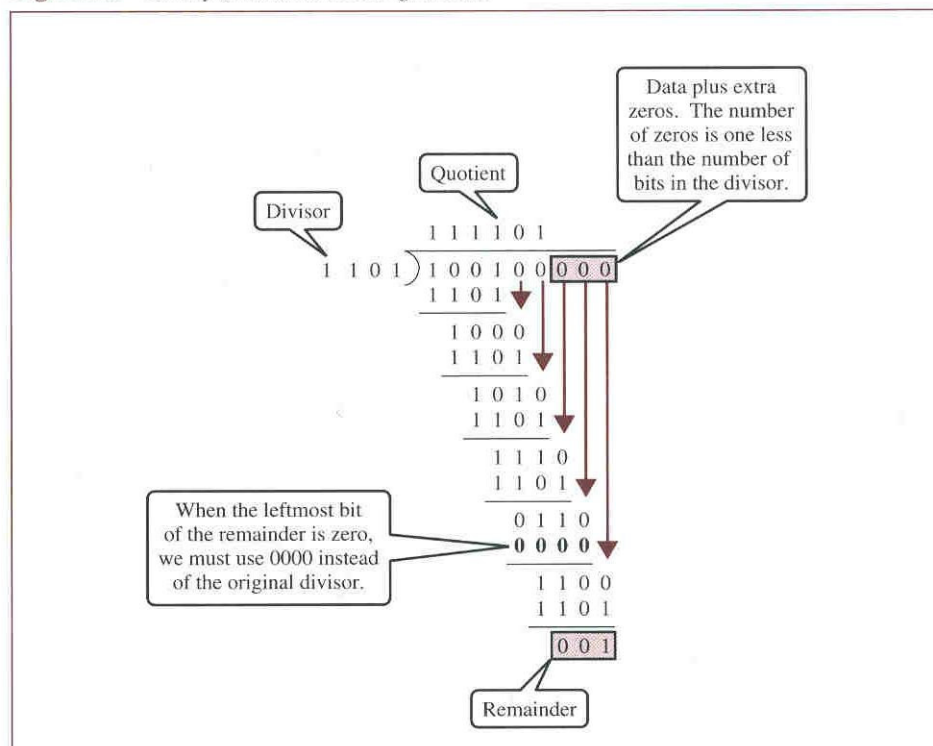 Data plus extra
zeros. The number
of zeros is one less
than the number of
bits in the divisor.
Quotient
Divisor
1 1 1 1 0 1
1 1 0 1 ) 1 0 0 1 0 0 0 0 0
1 1 0 1
1 0 0 0
1 1 0 1
1 0 1 0
1 1 0 1
1 1 1 0
1 1 0 1
When the leftmost bit
of the remainder is zero,
we must use 0000 instead
of the original divisor.
0 1 1 0
0 0 0 0
1 1 0 0
1 1 0 1
0 0 1
Remainder